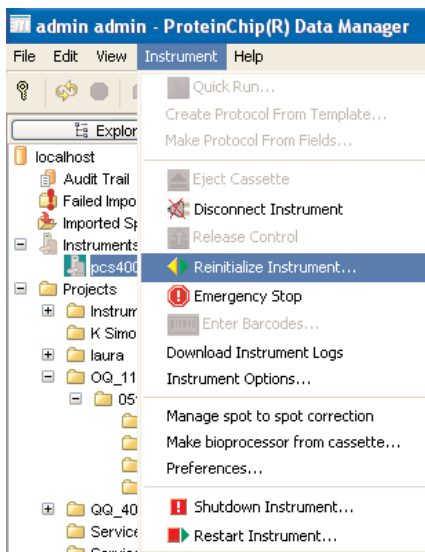 admin admin - ProteinChip(R) Data Manager
File Edit View Instrument Help
Quick Run...
Create Protocol From Template...
Make Protocol From Fields...
Eject Cassette
Disconnect Instrument
Release Control
Reinitialize Instrument...
Emergency Stop
Enter Barcodes...
Download Instrument Logs
Instrument Options...
Manage spot to spot correction
Make bioprocessor from cassette...
Preferences...
Shutdown Instrument...
Restart Instrument...
Explor
localhost
Audit Trail
Failed Impo
Imported Sp
Instruments
pcs400
Projects
Instrum
K Simo
laura
OQ_11
05
QQ_40
Service